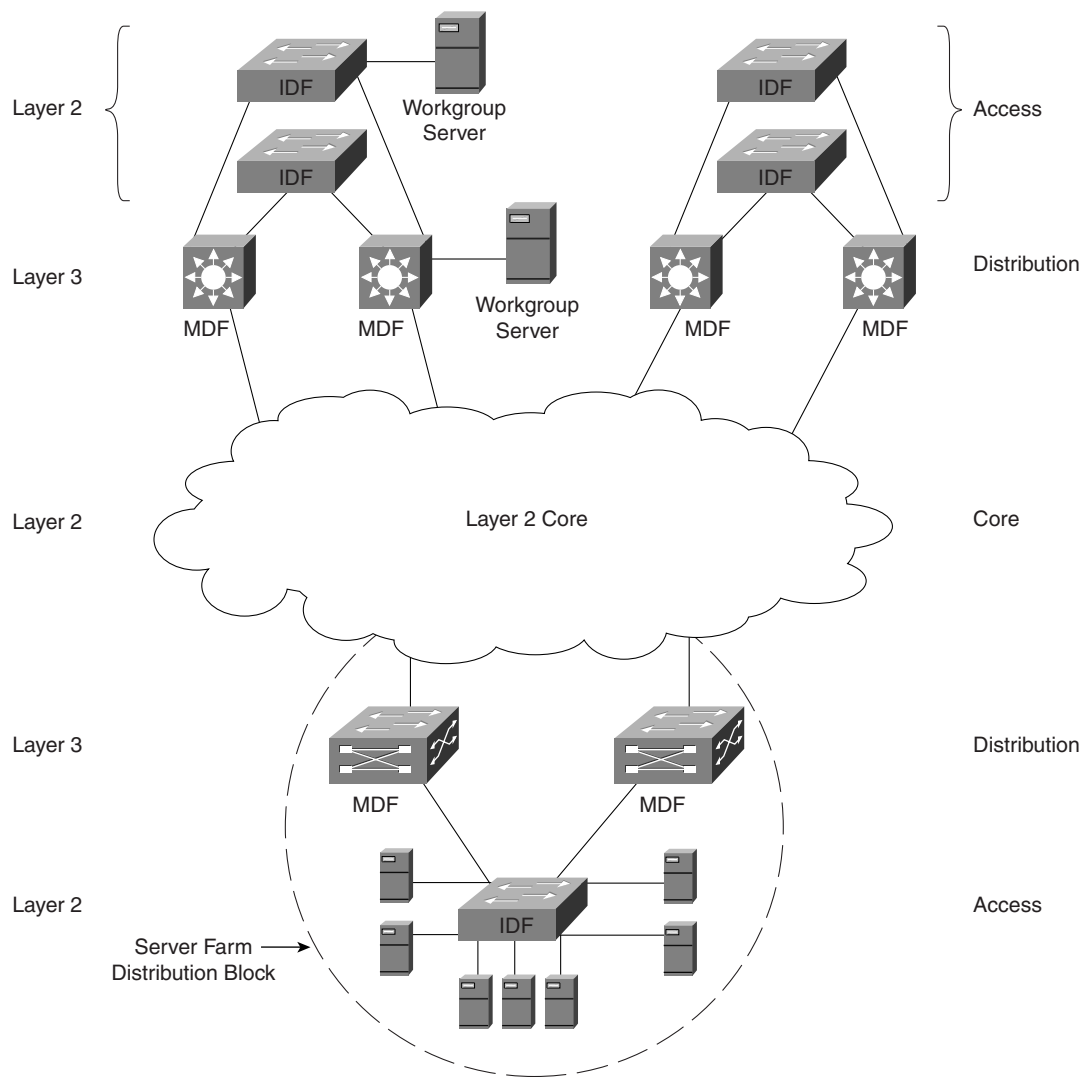 IDF
Layer 2
Workgroup
Server
IDF
IDF
Access
IDF
Layer 3
MDF
MDF
Workgroup
Server
MDF
MDF
Distribution
Layer 2
Layer 2 Core
Core
Layer 3
MDF
MDF
Distribution
Layer 2
IDF
Access
Server Farm
Distribution Block